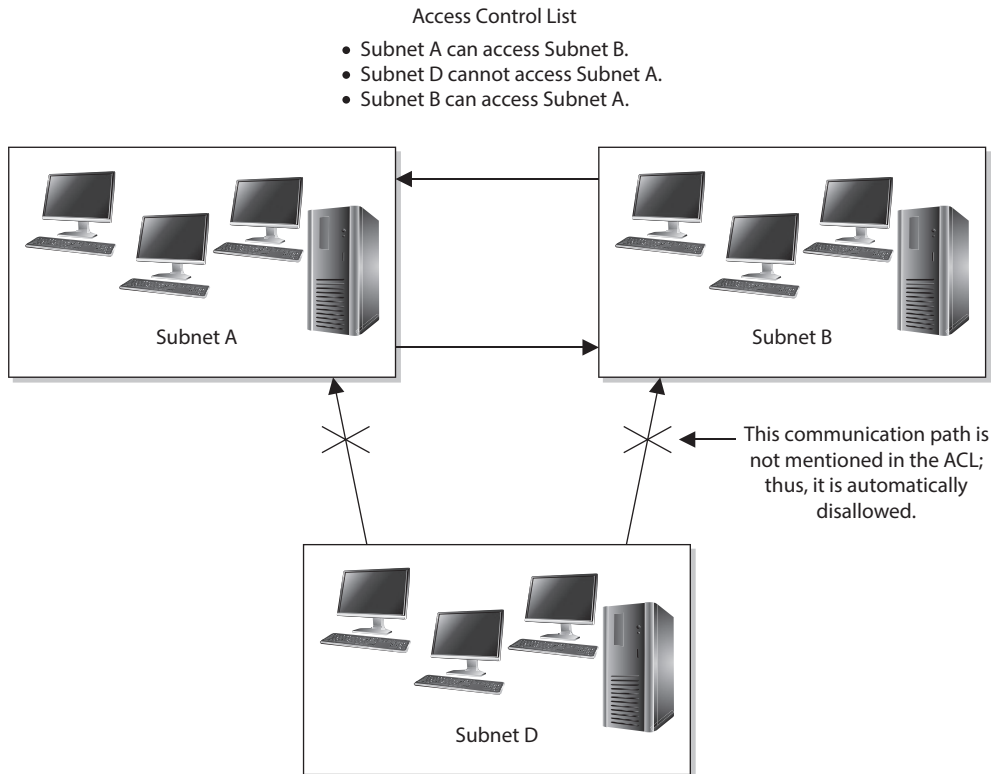 Access Control List
• Subnet A can access Subnet B.
• Subnet D cannot access Subnet A.
• Subnet B can access Subnet A.
Subnet A
Subnet B
This communication path is
not mentioned in the ACL;
thus, it is automatically
disallowed.
Subnet D